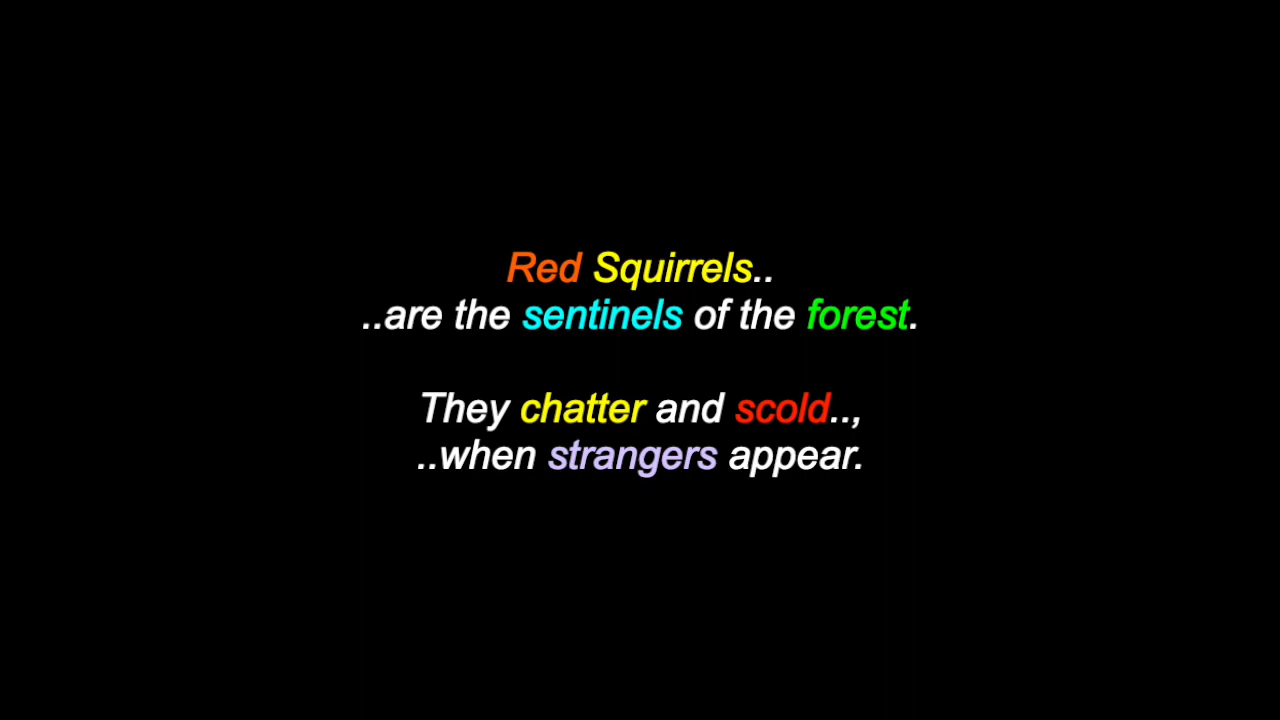 Red Squirrels..
..are the sentinels of the forest.
They chatter and scold..,
..when strangers appear.